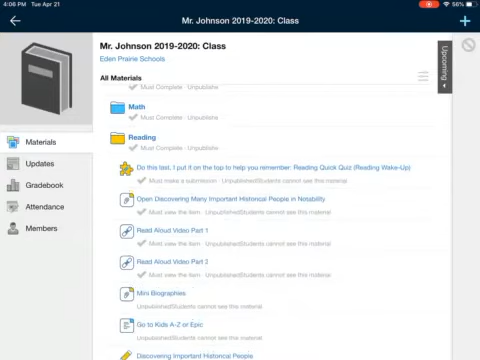 4:06 PM Tue Apr 21
56%
Mr. Johnson 2019-2020: Class
Mr. Johnson 2019-2020: Class
Eden Prairie Schools
All Materials
Upcoming
Must Complete · Unpublishe
Math
Must Complete · Unpublishe
Reading
Must Complete · Unpublishe
Do this last, I put it on the top to help you remember: Reading Quick Quiz (Reading Wake-Up)
Must make a submission · UnpublishedStudents cannot see this material
Open Discovering Many Important Historical People in Notability
Must view the item · UnpublishedStudents cannot see this material
Read Aloud Video Part 1
Must view the item · UnpublishedStudents cannot see this material
Read Aloud Video Part 2
Must view the item · UnpublishedStudents cannot see this material
Mini Biographies
UnpublishedStudents cannot see this material
Go to Kids A-Z or Epic
UnpublishedStudents cannot see this material
Discovering Important Historical People
Materials
Updates
Gradebook
Attendance
Members